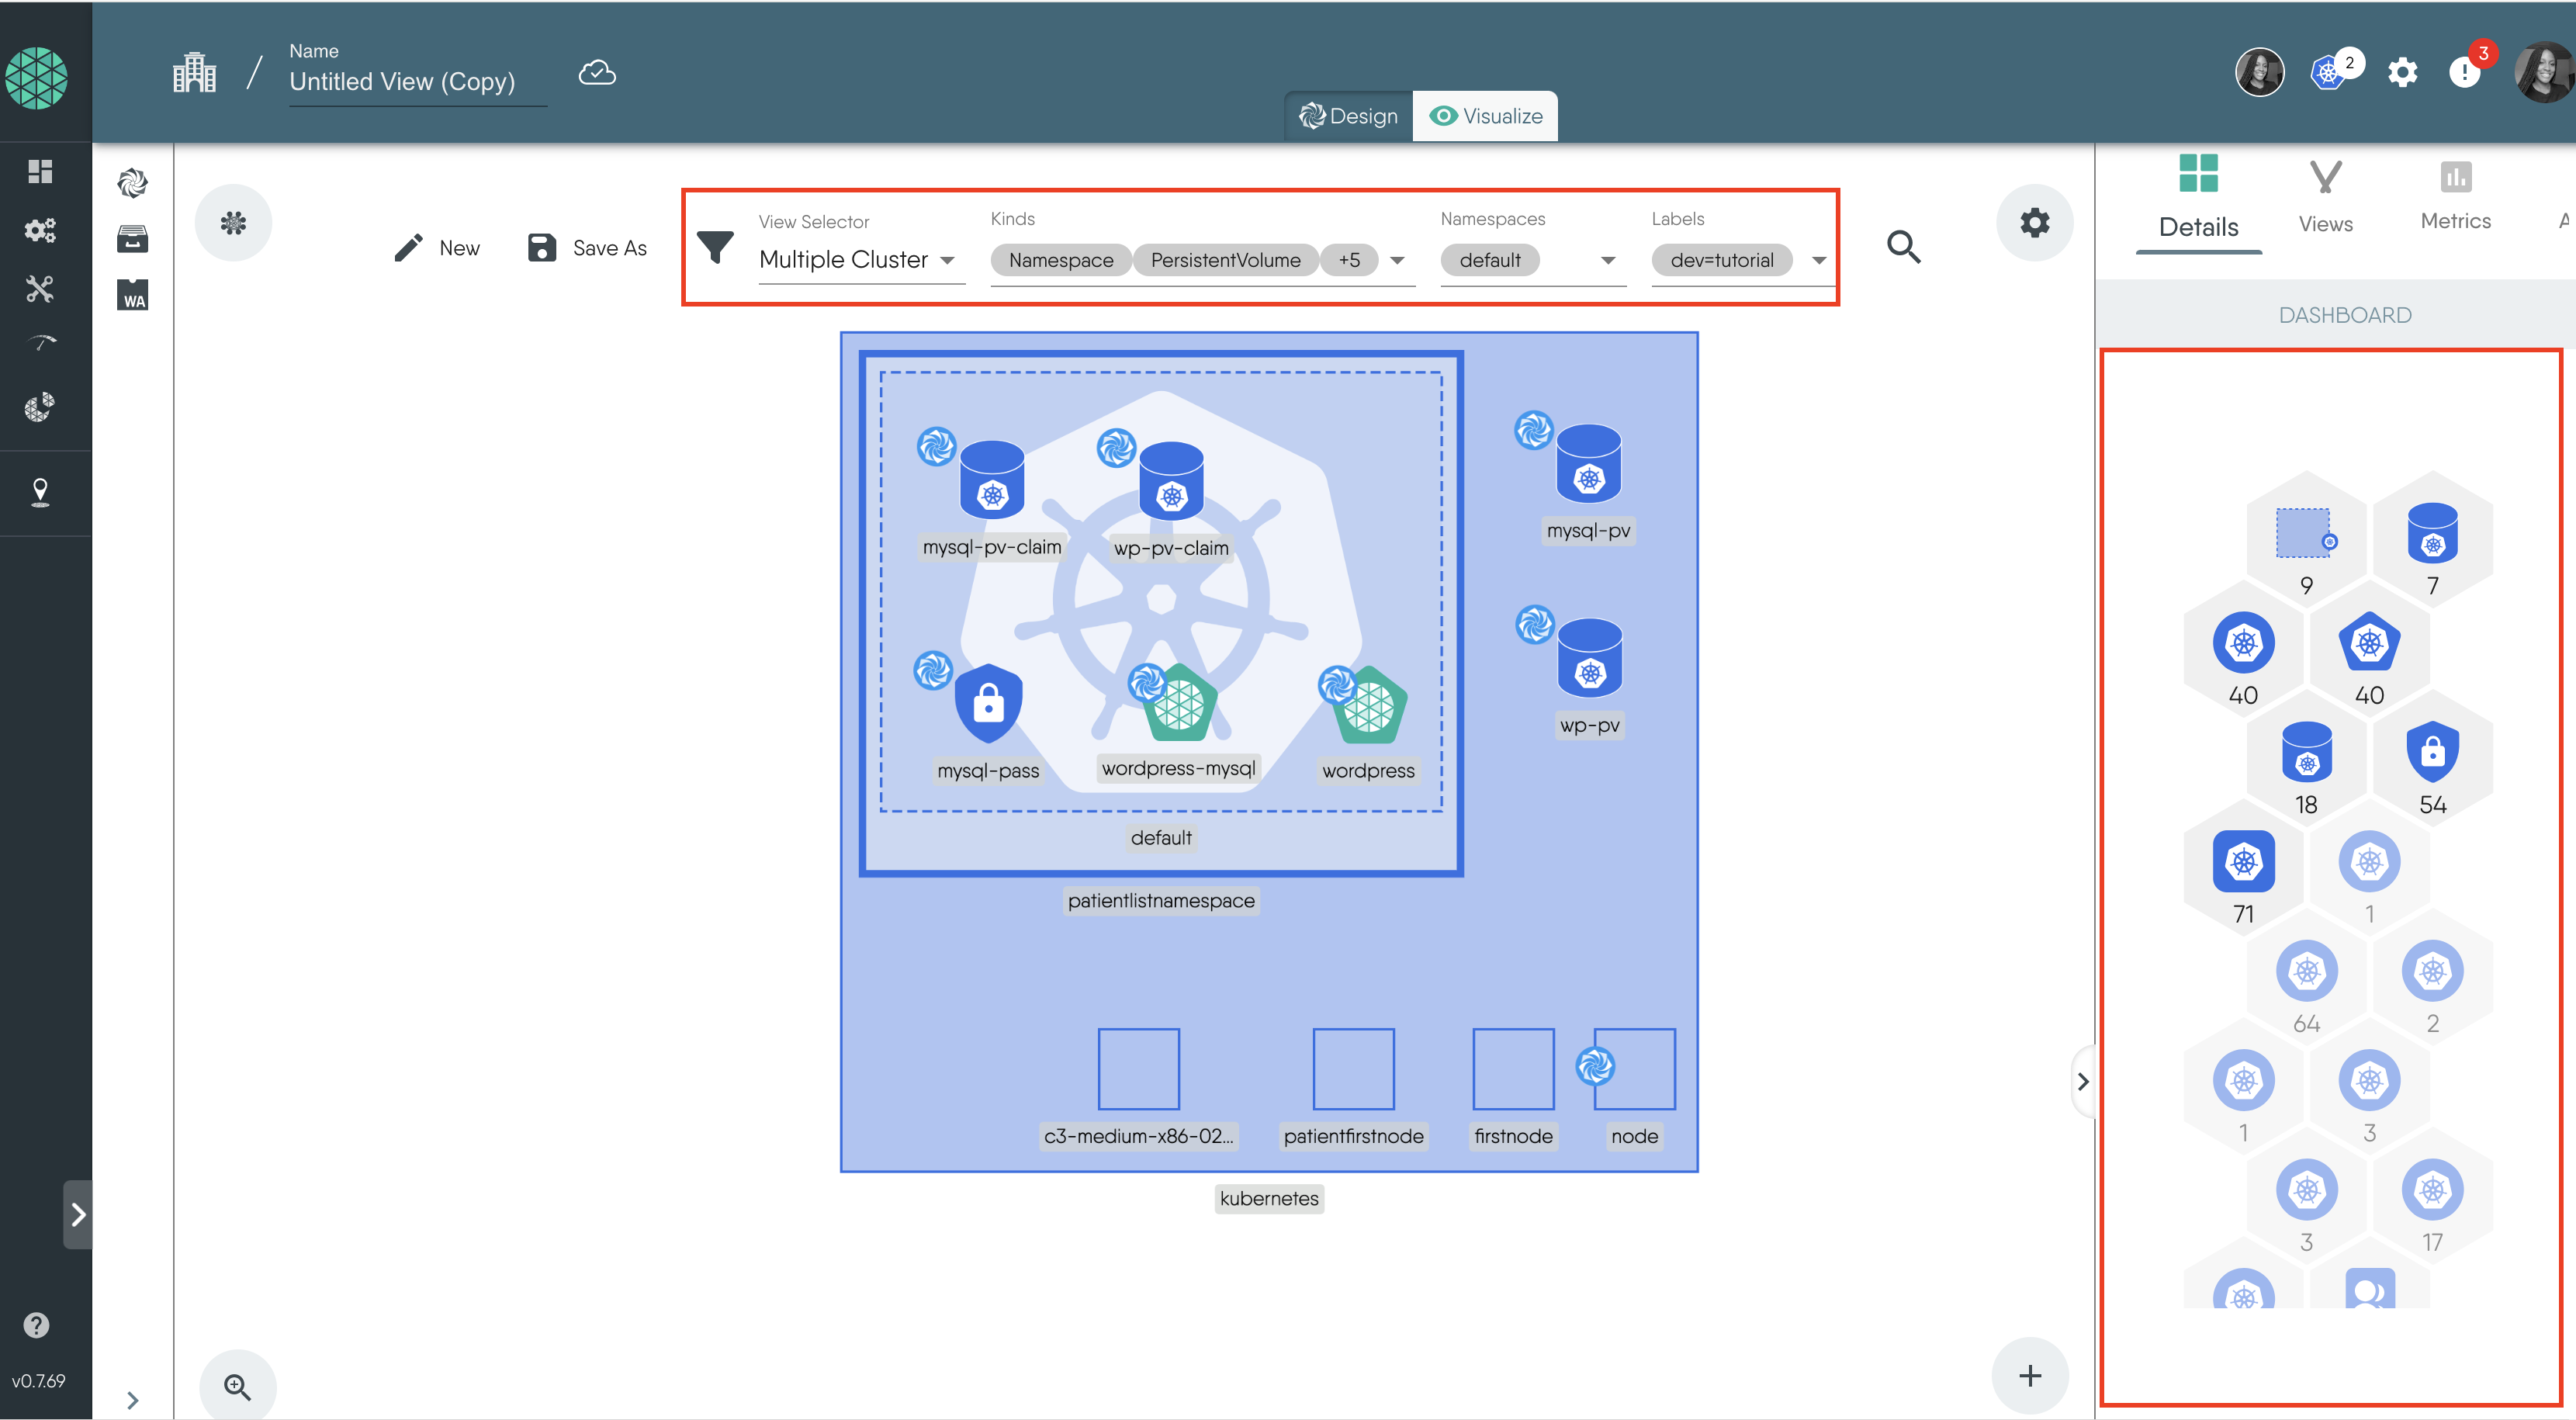 Name
Untitled View (Copy)
2
3
Design
Visualize
WA
New
Save As
View Selector
Multiple Cluster
Kinds
Namespace
PersistentVolume
+5
Namespaces
default
Labels
dev=tutorial
Details
Views
Metrics
A
DASHBOARD
mysql-pv-claim
wp-pv-claim
mysql-pv
mysql-pass
wordpress-mysql
wordpress
wp-pv
default
patientlistnamespace
c3-medium-x86-02...
patientfirstnode
firstnode
node
kubernetes
9
7
40
40
18
54
71
1
64
2
1
3
3
17
v0.7.69